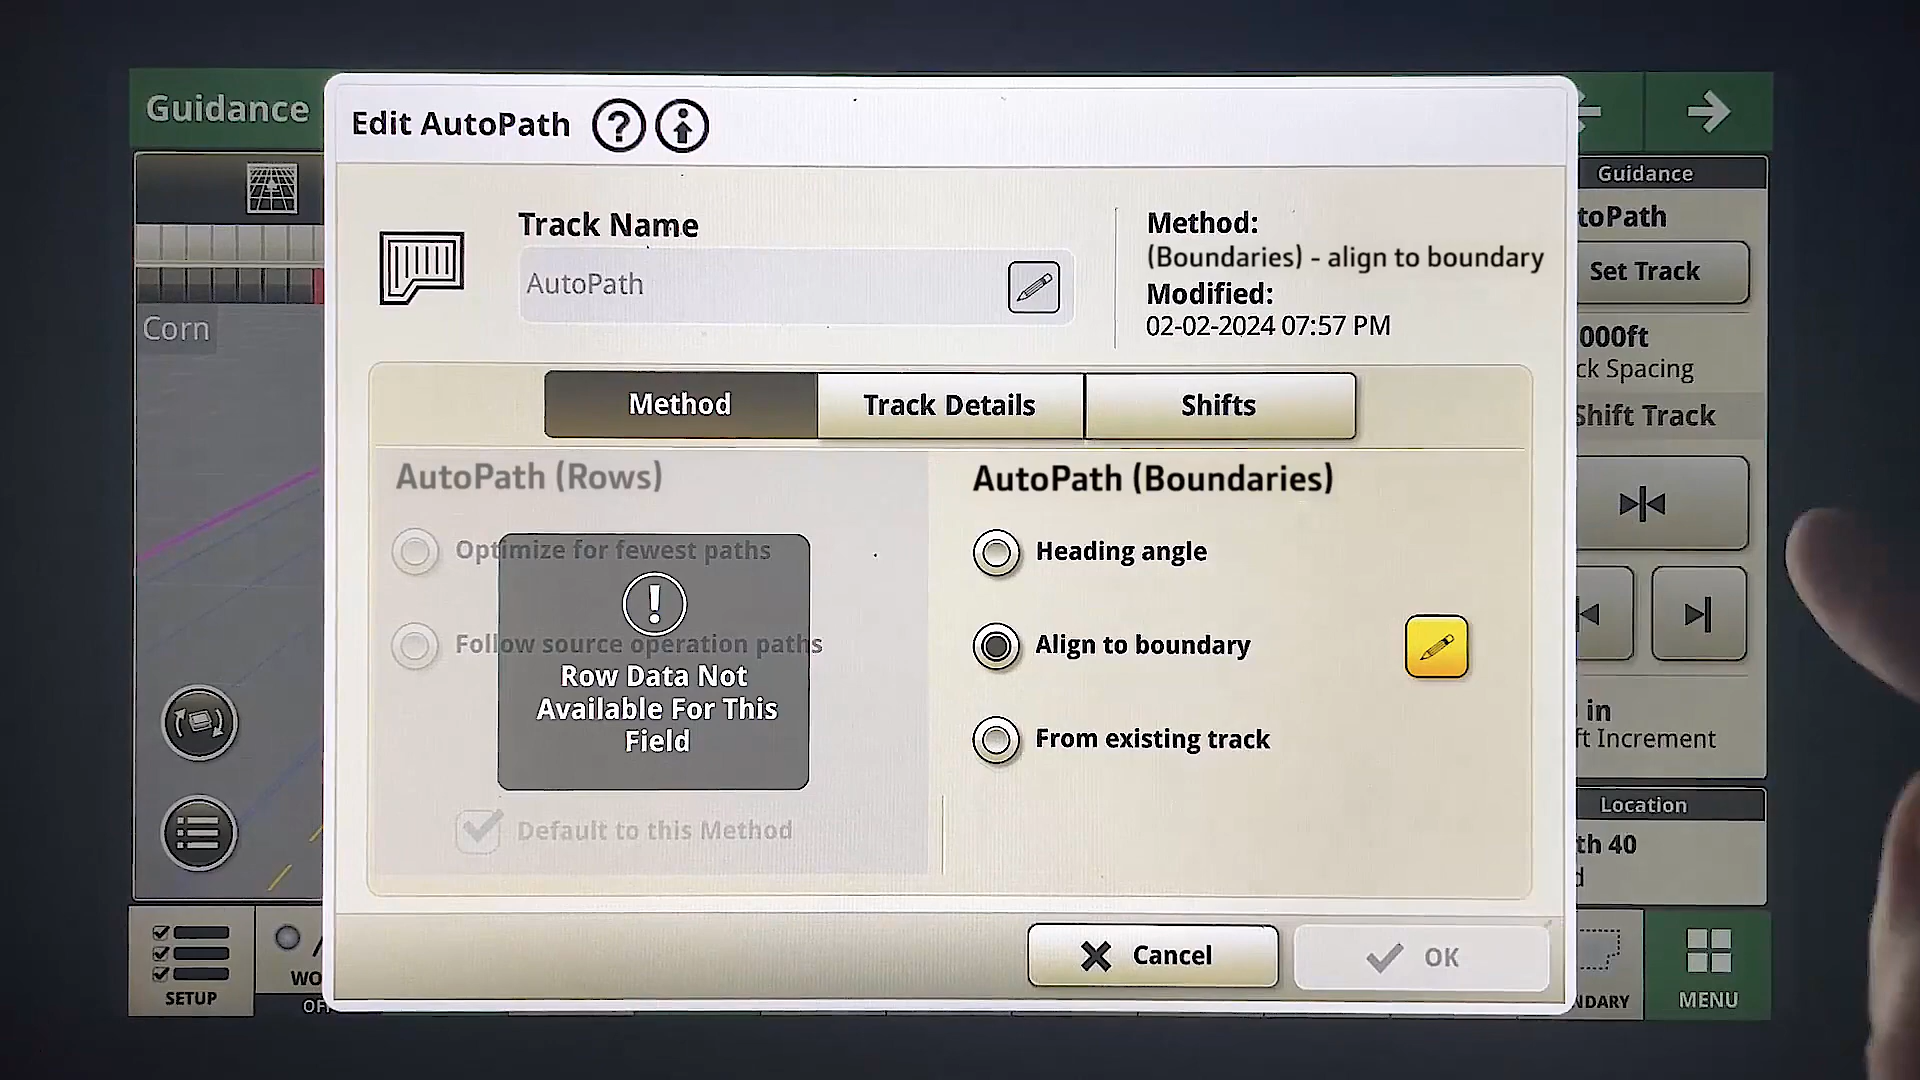 Guidance
Edit AutoPath
Track Name
AutoPath
Method:
(Boundaries) - align to boundary
Modified:
02-02-2024 07:57 PM
Method
Track Details
Shifts
AutoPath (Rows)
Optimize for fewest paths
Follow source operation paths
Row Data Not
Available For This
Field
Default to this Method
AutoPath (Boundaries)
Heading angle
Align to boundary
From existing track
Cancel
OK
Corn
Guidance
toPath
Set Track
000ft
ck Spacing
Shift Track
in
ft Increment
Location
th 40
d
SETUP
WO
OF
NDARY
MENU